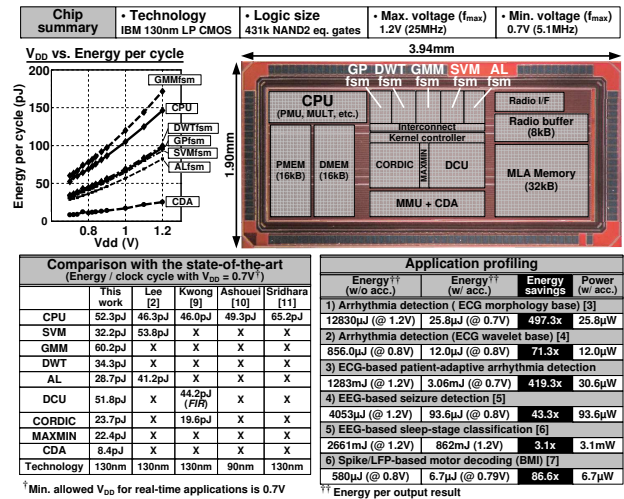 Chip summary
• Technology
IBM 130nm LP CMOS
• Logic size
431k NAND2 eq. gates
• Max. voltage (fmax)
1.2V (25MHz)
• Min. voltage (fmax)
0.7V (5.1MHz)
VDD vs. Energy per cycle
Energy per cycle (pJ)
200
150
100
50
0
0.8 1 1.2
Vdd (V)
GMMfsm
CPU
DWTfsm
GPfsm
SVMfsm
ALfsm
CDA
3.94mm
1.90mm
GP DWT GMM SVM AL
fsm fsm fsm fsm fsm
CPU
(PMU, MULT, etc.)
Interconnect
Kernel controller
PMEM
(16kB)
DMEM
(16kB)
CORDIC
MAXMIN
DCU
MMU + CDA
Radio I/F
Radio buffer
(8kB)
MLA Memory
(32kB)
Comparison with the state-of-the-art
(Energy / clock cycle with VDD = 0.7V†)
This work Lee [2] Kwong [9] Ashouei [10] Sridhara [11]
CPU 52.3pJ 46.3pJ 46.0pJ 49.3pJ 65.2pJ
SVM 32.2pJ 53.8pJ X X X
GMM 60.2pJ X X X X
DWT 34.3pJ X X X X
AL 28.7pJ 41.2pJ X X X
DCU 51.8pJ X 44.2pJ (FIR) X X
CORDIC 23.7pJ X 19.6pJ X X
MAXMIN 22.4pJ X X X X
CDA 8.4pJ X X X X
Technology 130nm 130nm 130nm 90nm 130nm
†Min. allowed VDD for real-time applications is 0.7V
Application profiling
Energy†† (w/o acc.) Energy†† (w/ acc.) Energy savings Power (w/ acc.)
1) Arrhythmia detection ( ECG morphology base) [3]
12830µJ (@ 1.2V) 25.8µJ (@ 0.7V) 497.3x 25.8µW
2) Arrhythmia detection (ECG wavelet base) [4]
856.0µJ (@ 0.8V) 12.0µJ (@ 0.8V) 71.3x 12.0µW
3) ECG-based patient-adaptive arrhythmia detection
1283mJ (@ 1.2V) 3.06mJ (@ 0.7V) 419.3x 30.6µW
4) EEG-based seizure detection [5]
4053µJ (@ 1.2V) 93.6µJ (@ 0.8V) 43.3x 93.6µW
5) EEG-based sleep-stage classification [6]
2661mJ (@ 1.2V) 862mJ (1.2V) 3.1x 3.1mW
6) Spike/LFP-based motor decoding (BMI) [7]
580µJ (@ 0.8V) 6.7µJ (@ 0.79V) 86.6x 6.7µW
†† Energy per output result